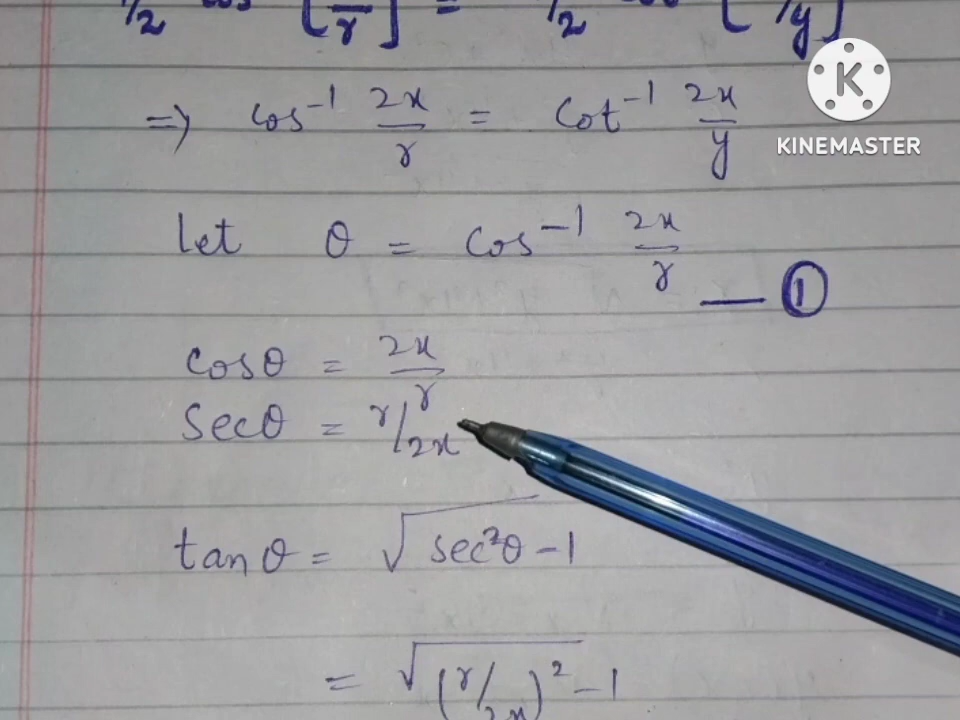 ⇒ cos⁻¹ 2x/r = Cot⁻¹ 2x/y
KINEMASTER
let θ = cos⁻¹ 2x/r — ①
cosθ = 2x/r
Secθ = r/2x
tanθ = √sec²θ - 1
= √(r/2x)² - 1